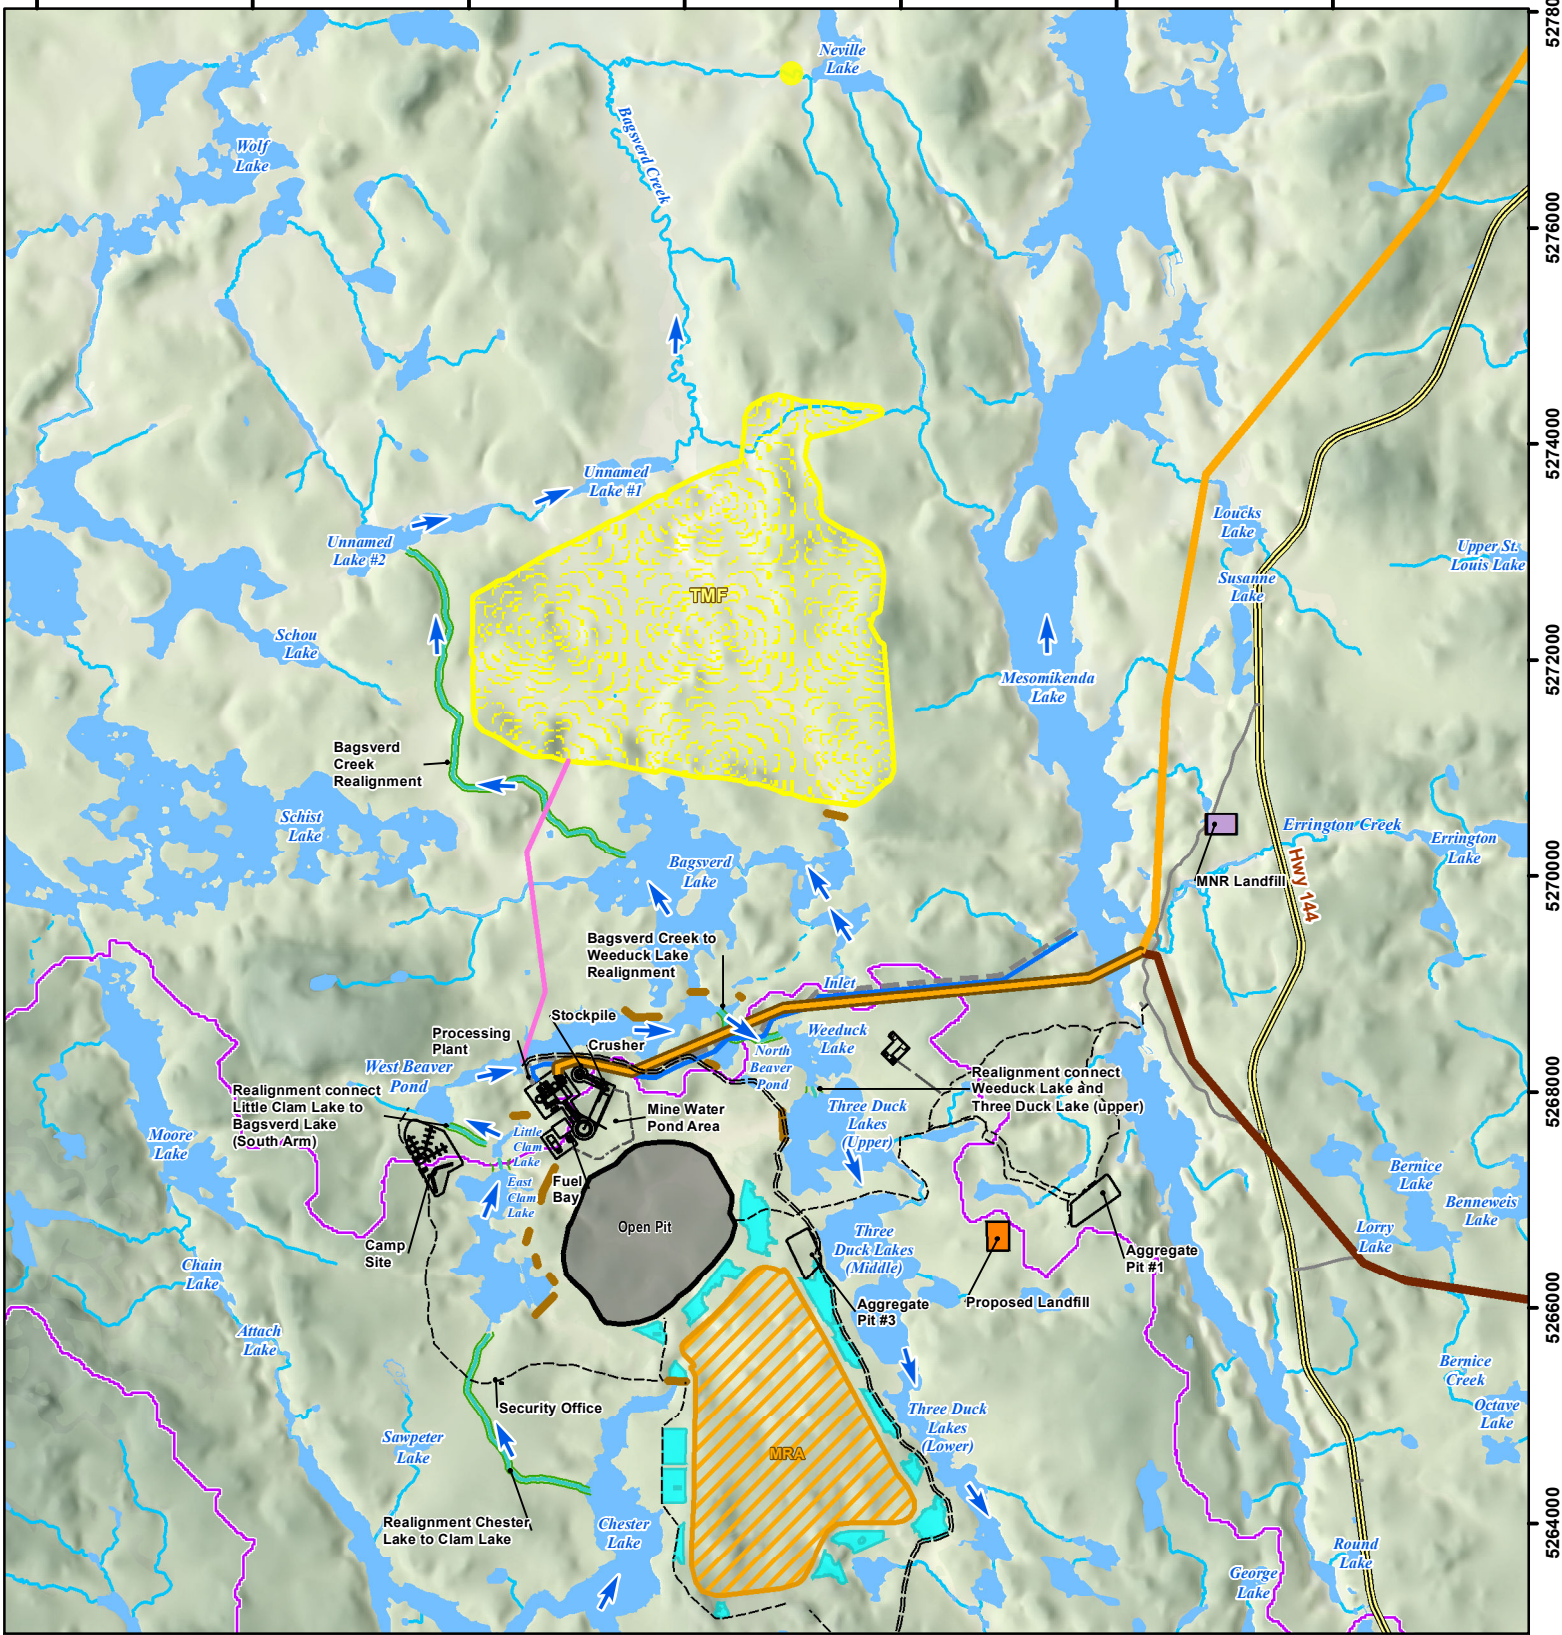 5278000
Neville
Lake
Bagsverd Creek
Wolf
Lake
5276000
5274000
Unnamed
Lake #1
Unnamed
Lake #2
Loucks
Lake
Upper St.
Louis Lake
Susanne
Lake
TMF
Schou
Lake
5272000
Mesomikenda
Lake
Bagsverd
Creek
Realignment
Schist
Lake
Errington Creek
Errington
Lake
Bagsverd
Lake
5270000
MNR Landfill
Hwy 144
Bagsverd Creek to
Weeduck Lake
Realignment
Inlet
Stockpile
Processing
Plant
Crusher
Weeduck
Lake
North
Beaver
Pond
West Beaver
Pond
5268000
Realignment connect
Little Clam Lake to
Bagsverd Lake
(South Arm)
Realignment connect
Weeduck Lake and
Three Duck Lake (upper)
Mine Water
Pond Area
Three Duck
Lakes
(Upper)
Moore
Lake
Little
Clam
Lake
East
Clam
Lake
Fuel
Bay
Bernice
Lake
Benneweis
Lake
Open Pit
Three
Duck Lakes
(Middle)
Lorry
Lake
Camp
Site
Chain
Lake
Aggregate
Pit #1
Aggregate
Pit #3
Proposed Landfill
5266000
Attach
Lake
Bernice
Creek
Security Office
Three Duck
Lakes
(Lower)
Octave
Lake
Sawpeter
Lake
MRA
Realignment Chester
Lake to Clam Lake
Chester
Lake
5264000
Round
Lake
George
Lake